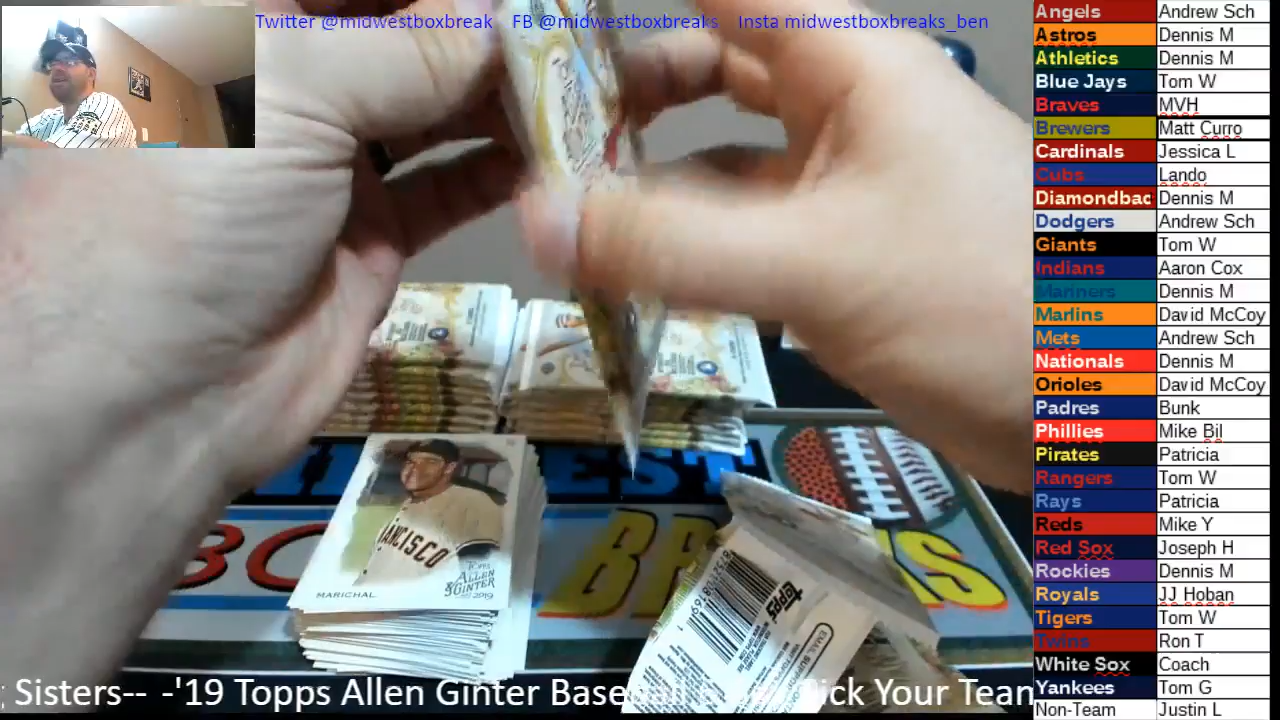 Twitter @midwestboxbreak FB @midwestboxbreaks Insta midwestboxbreaks_ben
Angels Andrew Sch
Astros Dennis M
Athletics Dennis M
Blue Jays Tom W
Braves MVH
Brewers Matt Curro
Cardinals Jessica L
Cubs Lando
Diamondbac Dennis M
Dodgers Andrew Sch
Giants Tom W
Indians Aaron Cox
Mariners Dennis M
Marlins David McCoy
Mets Andrew Sch
Nationals Dennis M
Orioles David McCoy
Padres Bunk
Phillies Mike Bil
Pirates Patricia
Rangers Tom W
Rays Patricia
Reds Mike Y
Red Sox Joseph H
Rockies Dennis M
Royals JJ Hoban
Tigers Tom W
Twins Ron T
White Sox Coach
Yankees Tom G
Non-Team Justin L
ANCISCO
TOPPS
ALLEN
&GINTER
2019
MARICHAL
topps
Sisters-- -'19 Topps Allen Ginter Pick Your Team